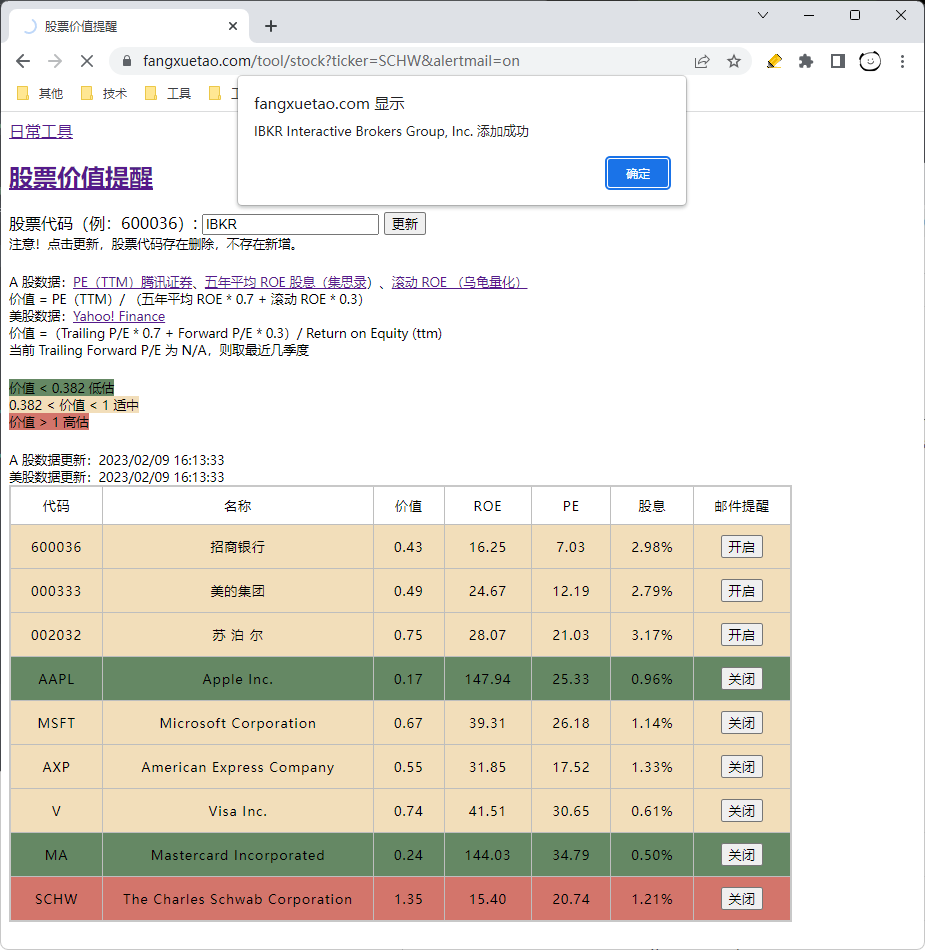 股票价值提醒
fangxuetao.com/tool/stock?ticker=SCHW&alertmail=on
其他 技术 工具
fangxuetao.com 显示
IBKR Interactive Brokers Group, Inc. 添加成功
确定
日常工具
股票价值提醒
股票代码（例：600036）: IBKR 更新
注意！点击更新，股票代码存在删除，不存在新增。
A 股数据：PE（TTM）腾讯证券、五年平均 ROE 股息（集思录）、滚动 ROE （乌龟量化）
价值 = PE（TTM）/ （五年平均 ROE * 0.7 + 滚动 ROE * 0.3）
美股数据：Yahoo! Finance
价值 =（Trailing P/E * 0.7 + Forward P/E * 0.3）/ Return on Equity (ttm)
当前 Trailing Forward P/E 为 N/A，则取最近几季度
价值 < 0.382 低估
0.382 < 价值 < 1 适中
价值 > 1 高估
A 股数据更新：2023/02/09 16:13:33
美股数据更新：2023/02/09 16:13:33
代码 名称 价值 ROE PE 股息 邮件提醒
600036 招商银行 0.43 16.25 7.03 2.98% 开启
000333 美的集团 0.49 24.67 12.19 2.79% 开启
002032 苏 泊 尔 0.75 28.07 21.03 3.17% 开启
AAPL Apple Inc. 0.17 147.94 25.33 0.96% 关闭
MSFT Microsoft Corporation 0.67 39.31 26.18 1.14% 关闭
AXP American Express Company 0.55 31.85 17.52 1.33% 关闭
V Visa Inc. 0.74 41.51 30.65 0.61% 关闭
MA Mastercard Incorporated 0.24 144.03 34.79 0.50% 关闭
SCHW The Charles Schwab Corporation 1.35 15.40 20.74 1.21% 关闭